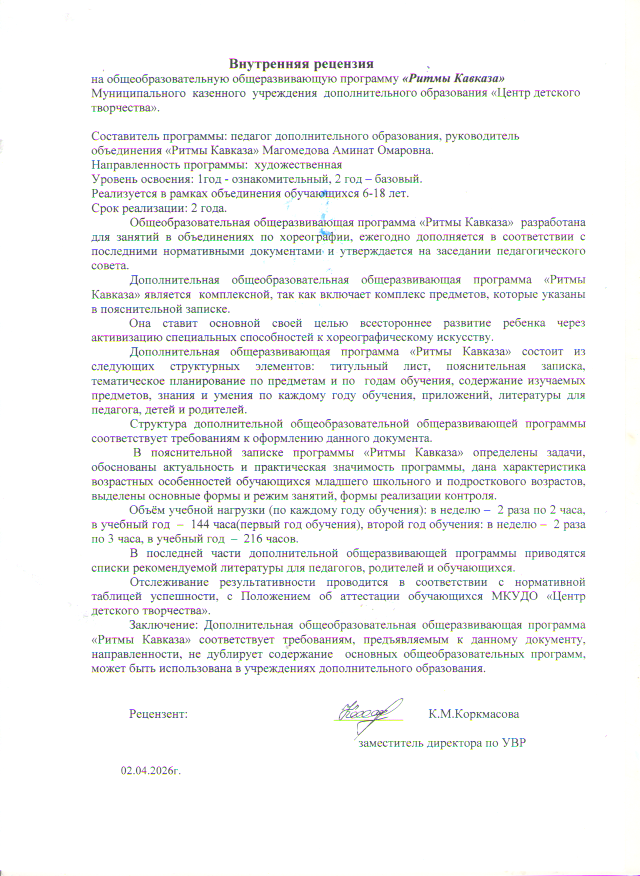 Внутренняя рецензия
на общеобразовательную общеразвивающую программу «Ритмы Кавказа»
Муниципального казенного учреждения дополнительного образования «Центр детского
творчества».
Составитель программы: педагог дополнительного образования, руководитель
объединения «Ритмы Кавказа» Магомедова Аминат Омаровна.
Направленность программы: художественная
Уровень освоения: 1год - ознакомительный, 2 год – базовый.
Реализуется в рамках объединения обучающихся 6-18 лет.
Срок реализации: 2 года.
Общеобразовательная общеразвивающая программа «Ритмы Кавказа» разработана
для занятий в объединениях по хореографии, ежегодно дополняется в соответствии с
последними нормативными документами и утверждается на заседании педагогического
совета.
Дополнительная общеобразовательная общеразвивающая программа «Ритмы
Кавказа» является комплексной, так как включает комплекс предметов, которые указаны
в пояснительной записке.
Она ставит основной своей целью всестороннее развитие ребенка через
активизацию специальных способностей к хореографическому искусству.
Дополнительная общеразвивающая программа «Ритмы Кавказа» состоит из
следующих структурных элементов: титульный лист, пояснительная записка,
тематическое планирование по предметам и по годам обучения, содержание изучаемых
предметов, знания и умения по каждому году обучения, приложений, литературы для
педагога, детей и родителей.
Структура дополнительной общеобразовательной общеразвивающей программы
соответствует требованиям к оформлению данного документа.
В пояснительной записке программы «Ритмы Кавказа» определены задачи,
обоснованы актуальность и практическая значимость программы, дана характеристика
возрастных особенностей обучающихся младшего школьного и подросткового возрастов,
выделены основные формы и режим занятий, формы реализации контроля.
Объём учебной нагрузки (по каждому году обучения): в неделю – 2 раза по 2 часа,
в учебный год – 144 часа(первый год обучения), второй год обучения: в неделю – 2 раза
по 3 часа, в учебный год – 216 часов.
В последней части дополнительной общеразвивающей программы приводятся
списки рекомендуемой литературы для педагогов, родителей и обучающихся.
Отслеживание результативности проводится в соответствии с нормативной
таблицей успешности, с Положением об аттестации обучающихся МКУДО «Центр
детского творчества».
Заключение: Дополнительная общеобразовательная общеразвивающая программа
«Ритмы Кавказа» соответствует требованиям, предъявляемым к данному документу,
направленности, не дублирует содержание основных общеобразовательных программ,
может быть использована в учреждениях дополнительного образования.
Рецензент: К.М.Коркмасова
заместитель директора по УВР
02.04.2026г.